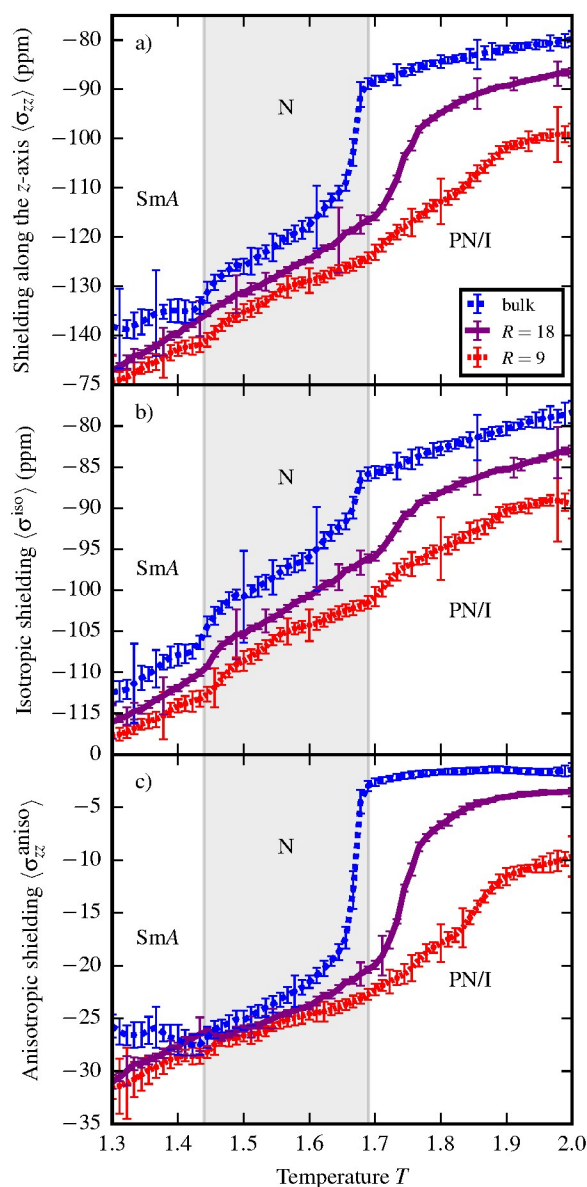 a)
Shielding along the z-axis ⟨σzz⟩ (ppm)
−80
−90
−100
−110
−120
−130
−140
−75
N
SmA
PN/I
bulk
R = 18
R = 9
b)
Isotropic shielding ⟨σ^iso⟩ (ppm)
−80
−85
−90
−95
−100
−105
−110
−115
0
N
SmA
PN/I
c)
Anisotropic shielding ⟨σzz^aniso⟩
−5
−10
−15
−20
−25
−30
−35
N
SmA
PN/I
1.3 1.4 1.5 1.6 1.7 1.8 1.9 2.0
Temperature T